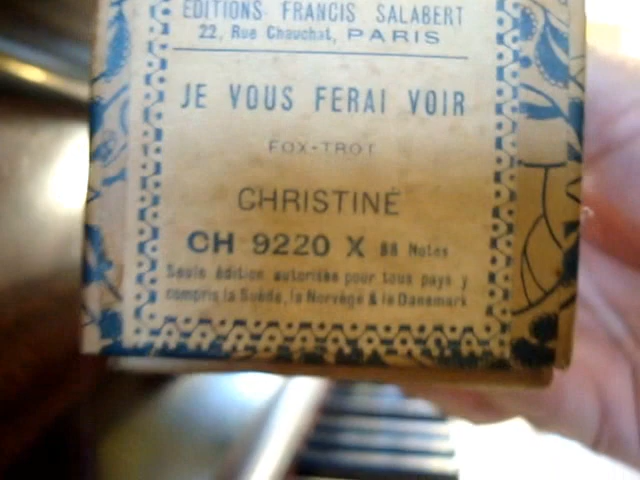 EDITIONS FRANCIS SALABERT
22, Rue Chauchat, PARIS
JE VOUS FERAI VOIR
FOX-TROT
CHRISTINÉ
CH 9220 X 88 Notes
Seule édition autorisée pour tous pays y
compris la Suède, la Norvège & le Danemark